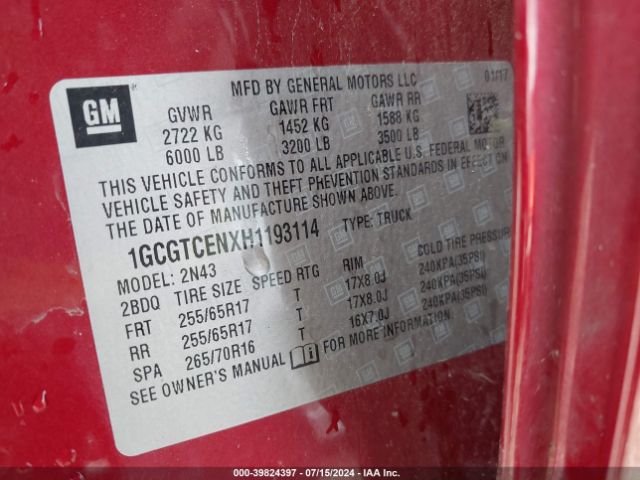 MFD BY GENERAL MOTORS LLC 01/17
GM
GVWR GAWR FRT GAWR RR
2722 KG 1452 KG 1588 KG
6000 LB 3200 LB 3500 LB
THIS VEHICLE CONFORMS TO ALL APPLICABLE U.S. FEDERAL MOTOR
VEHICLE SAFETY AND THEFT PREVENTION STANDARDS IN EFFECT ON
THE DATE OF MANUFACTURE SHOWN ABOVE.
1GCGTCENXH1193114 TYPE: TRUCK
MODEL: 2N43
2BDQ TIRE SIZE SPEED RTG RIM COLD TIRE PRESSUR
FRT 255/65R17 T 17X8.0J 240KPA(35PSI)
RR 255/65R17 T 17X8.0J 240KPA(35PSI)
SPA 265/70R16 T 16X7.0J 240KPA(35PSI)
SEE OWNER'S MANUAL FOR MORE INFORMATION.
000-39824397 - 07/15/2024 - IAA Inc.